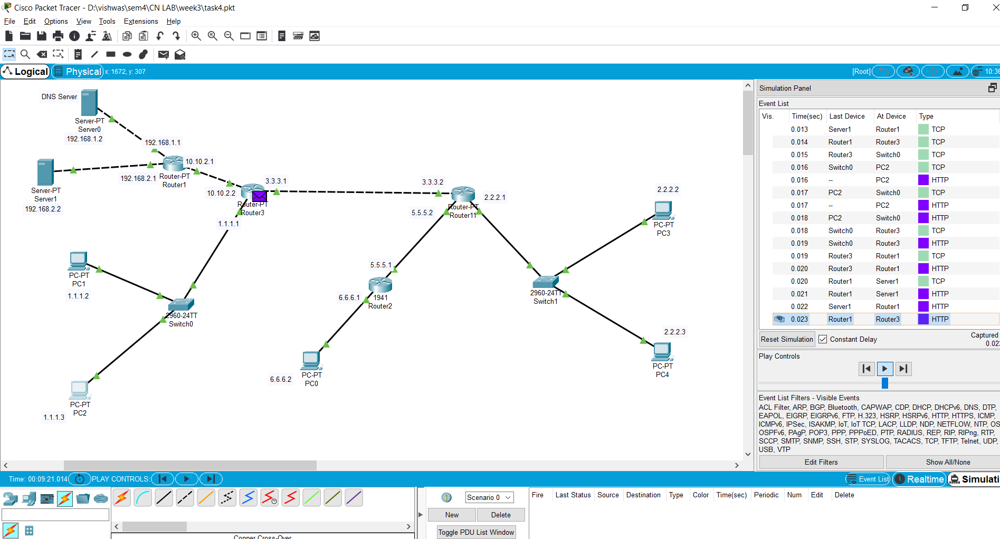 Cisco Packet Tracer - D:\vishwas\sem4\CN LAB\week3\task4.pkt
File Edit Options View Tools Extensions Help
Logical Physical x: 1672, y: 307
[Root] 10:36
DNS Server
Server-PT
Server0
192.168.1.2
192.168.1.1
10.10.2.1
Server-PT
Server1
192.168.2.2
192.168.2.1
Router-PT
Router1
3.3.3.1
10.10.2.2
Router-PT
Router3
1.1.1.1
3.3.3.2
2.2.2.1
Router-PT
Router11
5.5.5.2
2.2.2.2
PC-PT
PC3
PC-PT
PC1
1.1.1.2
5.5.5.1
6.6.6.1
1941
Router2
2960-24TT
Switch1
2960-24TT
Switch0
2.2.2.3
PC-PT
PC4
PC-PT
PC0
6.6.6.2
PC-PT
PC2
1.1.1.3
Simulation Panel
Event List
Vis. Time(sec) Last Device At Device Type
0.013 Server1 Router1 TCP
0.014 Router1 Router3 TCP
0.015 Router3 Switch0 TCP
0.016 Switch0 PC2 TCP
0.016 -- PC2 HTTP
0.017 PC2 Switch0 TCP
0.017 -- PC2 HTTP
0.018 PC2 Switch0 HTTP
0.018 Switch0 Router3 TCP
0.019 Switch0 Router3 HTTP
0.019 Router3 Router1 TCP
0.020 Router3 Router1 HTTP
0.020 Router1 Server1 TCP
0.021 Router1 Server1 HTTP
0.022 Server1 Router1 HTTP
0.023 Router1 Router3 HTTP
Reset Simulation Constant Delay Captured
0.023
Play Controls
Event List Filters - Visible Events
ACL Filter, ARP, BGP, Bluetooth, CAPWAP, CDP, DHCP, DHCPv6, DNS, DTP,
EAPOL, EIGRP, EIGRPv6, FTP, H.323, HSRP, HSRPv6, HTTP, HTTPS, ICMP,
ICMPv6, IPSec, ISAKMP, IoT, IoT TCP, LACP, LLDP, NDP, NETFLOW, NTP, OS
OSPFv6, PAgP, POP3, PPP, PPPoED, PTP, RADIUS, REP, RIP, RIPng, RTP,
SCCP, SMTP, SNMP, SSH, STP, SYSLOG, TACACS, TCP, TFTP, Telnet, UDP,
USB, VTP
Edit Filters Show All/None
Time: 00:09:21.014 PLAY CONTROLS: Event List Realtime Simulati
Scenario 0
New Delete
Toggle PDU List Window
Fire Last Status Source Destination Type Color Time(sec) Periodic Num Edit Delete
Copper Cross-Over